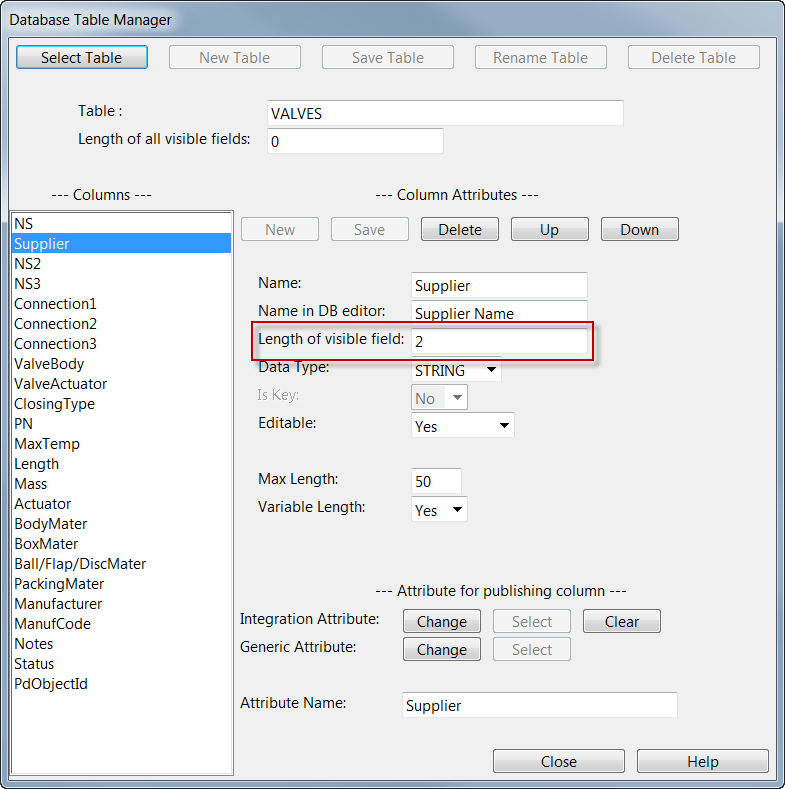 Database Table Manager
Select Table New Table Save Table Rename Table Delete Table
Table : VALVES
Length of all visible fields: 0
--- Columns --- --- Column Attributes ---
NS
Supplier
NS2
NS3
Connection1
Connection2
Connection3
ValveBody
ValveActuator
ClosingType
PN
MaxTemp
Length
Mass
Actuator
BodyMater
BoxMater
Ball/Flap/DiscMater
PackingMater
Manufacturer
ManufCode
Notes
Status
PdObjectId
New Save Delete Up Down
Name: Supplier
Name in DB editor: Supplier Name
Length of visible field: 2
Data Type: STRING
Is Key: No
Editable: Yes
Max Length: 50
Variable Length: Yes
--- Attribute for publishing column ---
Integration Attribute: Change Select Clear
Generic Attribute: Change Select
Attribute Name: Supplier
Close Help